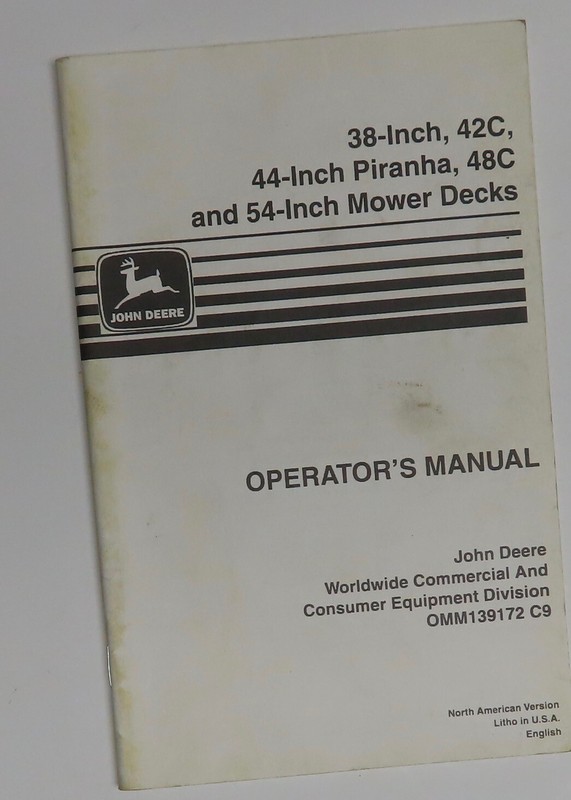 38-Inch, 42C,
44-Inch Piranha, 48C
and 54-Inch Mower Decks
JOHN DEERE
OPERATOR'S MANUAL
John Deere
Worldwide Commercial And
Consumer Equipment Division
OMM139172 C9
North American Version
Litho in U.S.A.
English